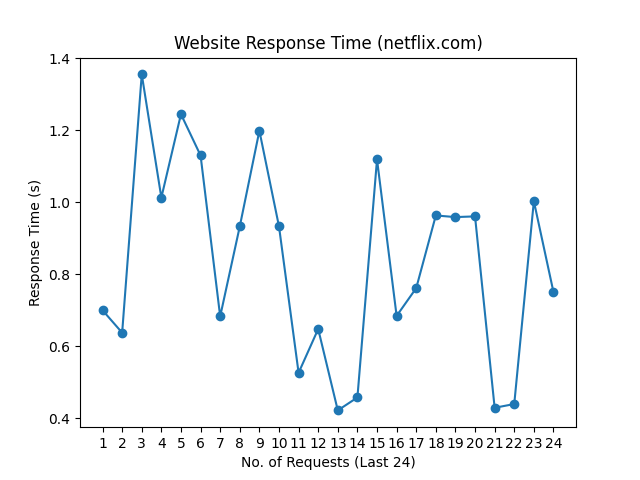 Website Response Time (netflix.com)
1.4
1.2
1.0
0.8
0.6
0.4
Response Time (s)
1 2 3 4 5 6 7 8 9 10 11 12 13 14 15 16 17 18 19 20 21 22 23 24
No. of Requests (Last 24)